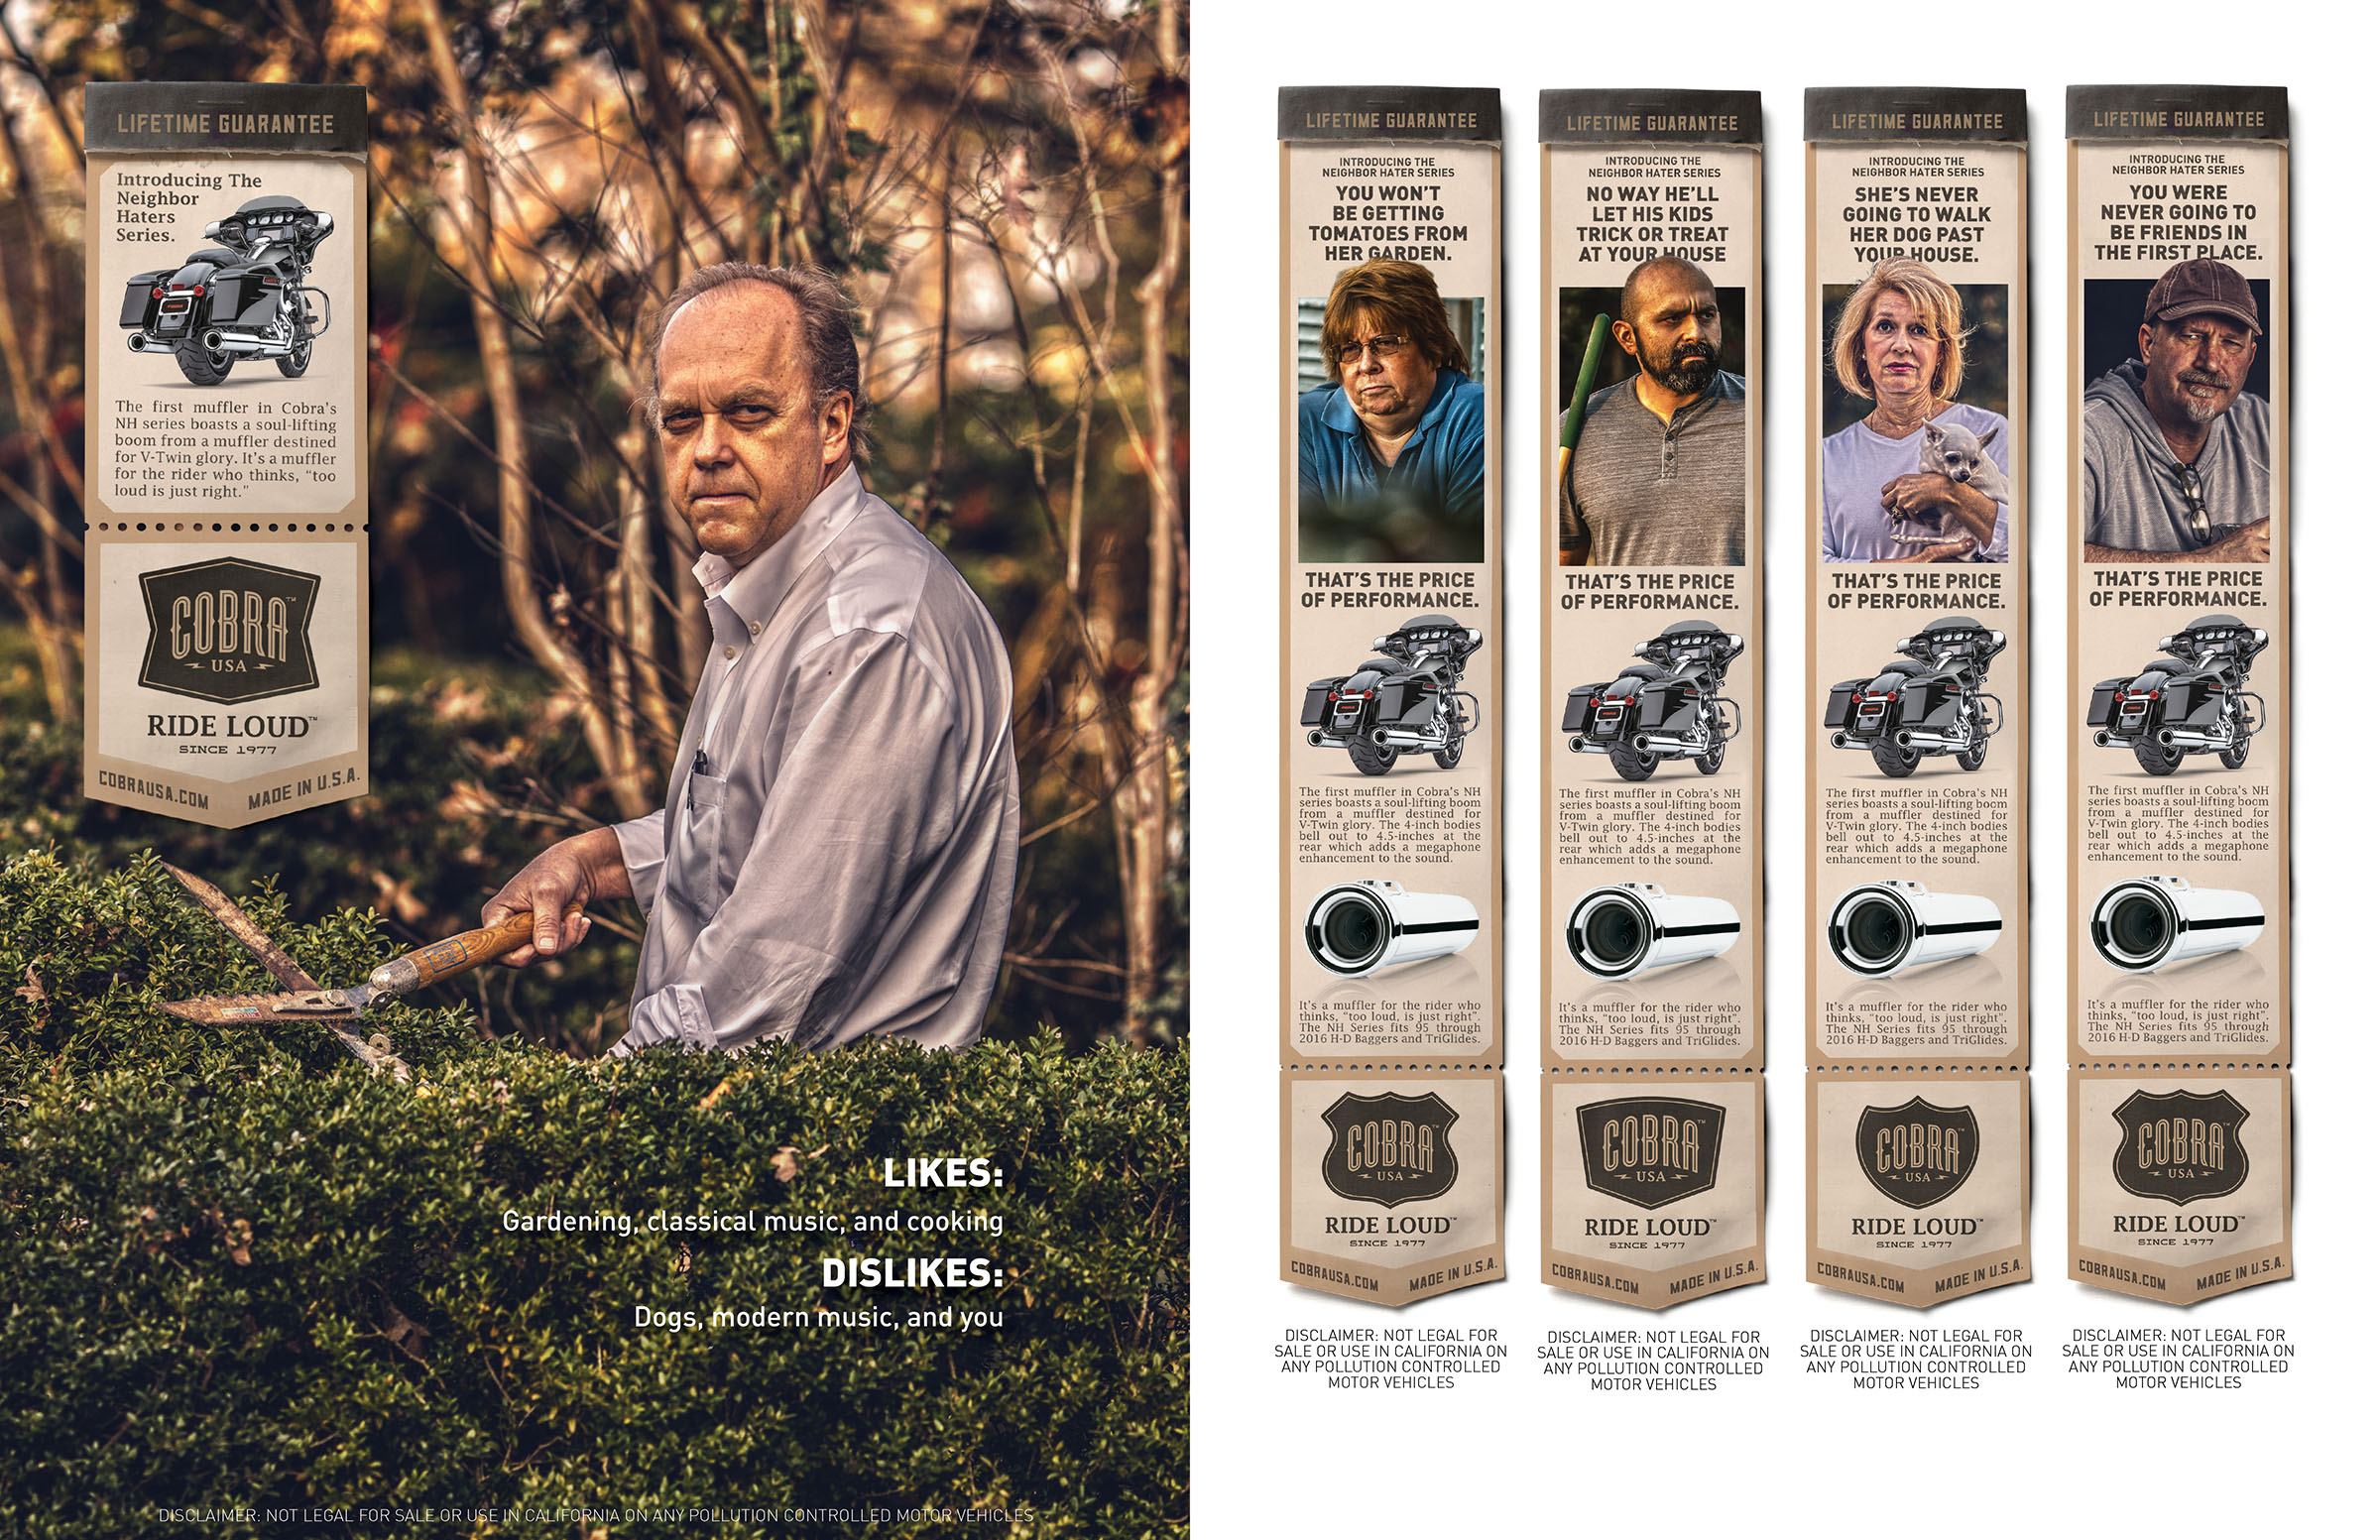 LIFETIME GUARANTEE
Introducing The
Neighbor
Haters
Series.
The first muffler in Cobra's
NH series boasts a soul-lifting
boom from a muffler destined
for V-Twin glory. It's a muffler
for the rider who thinks, "too
loud is just right."
COBRA™
USA
RIDE LOUD™
SINCE 1977
COBRAUSA.COM MADE IN U.S.A.
LIKES:
Gardening, classical music, and cooking
DISLIKES:
Dogs, modern music, and you
DISCLAIMER: NOT LEGAL FOR SALE OR USE IN CALIFORNIA ON ANY POLLUTION CONTROLLED MOTOR VEHICLES
LIFETIME GUARANTEE
INTRODUCING THE
NEIGHBOR HATER SERIES
YOU WON'T
BE GETTING
TOMATOES FROM
HER GARDEN.
THAT'S THE PRICE
OF PERFORMANCE.
The first muffler in Cobra's NH
series boasts a soul-lifting boom
from a muffler destined for
V-Twin glory. The 4-inch bodies
bell out to 4.5-inches at the
rear which adds a megaphone
enhancement to the sound.
It's a muffler for the rider who
thinks, "too loud, is just right".
The NH Series fits 95 through
2016 H-D Baggers and TriGlides.
COBRA™
USA
RIDE LOUD™
SINCE 1977
COBRAUSA.COM MADE IN U.S.A.
DISCLAIMER: NOT LEGAL FOR
SALE OR USE IN CALIFORNIA ON
ANY POLLUTION CONTROLLED
MOTOR VEHICLES
LIFETIME GUARANTEE
INTRODUCING THE
NEIGHBOR HATER SERIES
NO WAY HE'LL
LET HIS KIDS
TRICK OR TREAT
AT YOUR HOUSE
THAT'S THE PRICE
OF PERFORMANCE.
The first muffler in Cobra's NH
series boasts a soul-lifting boom
from a muffler destined for
V-Twin glory. The 4-inch bodies
bell out to 4.5-inches at the
rear which adds a megaphone
enhancement to the sound.
It's a muffler for the rider who
thinks, "too loud, is just right".
The NH Series fits 95 through
2016 H-D Baggers and TriGlides.
COBRA™
USA
RIDE LOUD™
SINCE 1977
COBRAUSA.COM MADE IN U.S.A.
DISCLAIMER: NOT LEGAL FOR
SALE OR USE IN CALIFORNIA ON
ANY POLLUTION CONTROLLED
MOTOR VEHICLES
LIFETIME GUARANTEE
INTRODUCING THE
NEIGHBOR HATER SERIES
SHE'S NEVER
GOING TO WALK
HER DOG PAST
YOUR HOUSE.
THAT'S THE PRICE
OF PERFORMANCE.
The first muffler in Cobra's NH
series boasts a soul-lifting boom
from a muffler destined for
V-Twin glory. The 4-inch bodies
bell out to 4.5-inches at the
rear which adds a megaphone
enhancement to the sound.
It's a muffler for the rider who
thinks, "too loud, is just right".
The NH Series fits 95 through
2016 H-D Baggers and TriGlides.
COBRA™
USA
RIDE LOUD™
SINCE 1977
COBRAUSA.COM MADE IN U.S.A.
DISCLAIMER: NOT LEGAL FOR
SALE OR USE IN CALIFORNIA ON
ANY POLLUTION CONTROLLED
MOTOR VEHICLES
LIFETIME GUARANTEE
INTRODUCING THE
NEIGHBOR HATER SERIES
YOU WERE
NEVER GOING TO
BE FRIENDS IN
THE FIRST PLACE.
THAT'S THE PRICE
OF PERFORMANCE.
The first muffler in Cobra's NH
series boasts a soul-lifting boom
from a muffler destined for
V-Twin glory. The 4-inch bodies
bell out to 4.5-inches at the
rear which adds a megaphone
enhancement to the sound.
It's a muffler for the rider who
thinks, "too loud, is just right".
The NH Series fits 95 through
2016 H-D Baggers and TriGlides.
COBRA™
USA
RIDE LOUD™
SINCE 1977
COBRAUSA.COM MADE IN U.S.A.
DISCLAIMER: NOT LEGAL FOR
SALE OR USE IN CALIFORNIA ON
ANY POLLUTION CONTROLLED
MOTOR VEHICLES